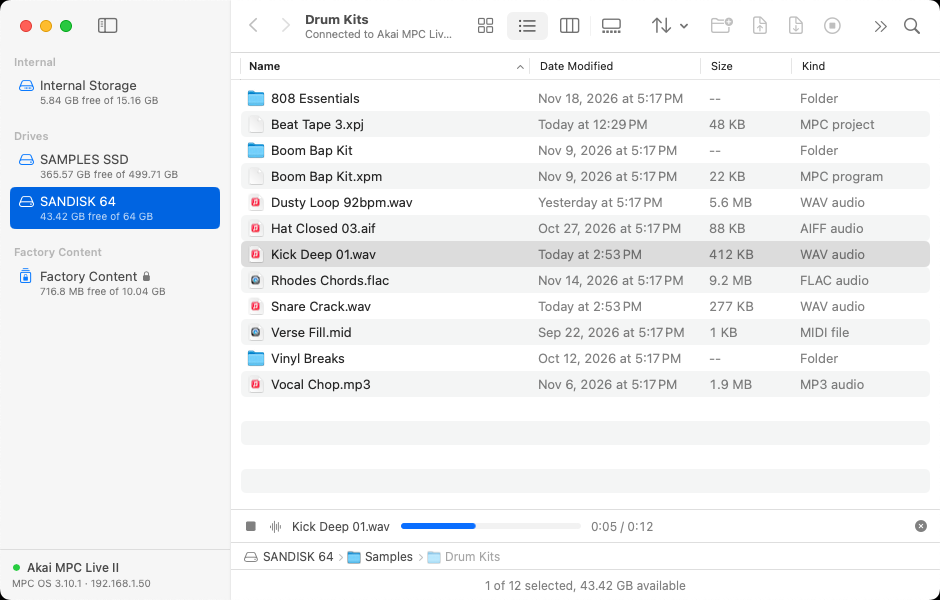 Drum Kits
Connected to Akai MPC Liv...
Internal
Internal Storage
5.84 GB free of 15.16 GB
Drives
SAMPLES SSD
365.57 GB free of 499.71 GB
SANDISK 64
43.42 GB free of 64 GB
Factory Content
Factory Content
716.8 MB free of 10.04 GB
Akai MPC Live II
MPC OS 3.10.1 · 192.168.1.50
Name Date Modified Size Kind
808 Essentials Nov 18, 2026 at 5:17 PM -- Folder
Beat Tape 3.xpj Today at 12:29 PM 48 KB MPC project
Boom Bap Kit Nov 9, 2026 at 5:17 PM -- Folder
Boom Bap Kit.xpm Nov 9, 2026 at 5:17 PM 22 KB MPC program
Dusty Loop 92bpm.wav Yesterday at 5:17 PM 5.6 MB WAV audio
Hat Closed 03.aif Oct 27, 2026 at 5:17 PM 88 KB AIFF audio
Kick Deep 01.wav Today at 2:53 PM 412 KB WAV audio
Rhodes Chords.flac Nov 14, 2026 at 5:17 PM 9.2 MB FLAC audio
Snare Crack.wav Today at 2:53 PM 277 KB WAV audio
Verse Fill.mid Sep 22, 2026 at 5:17 PM 1 KB MIDI file
Vinyl Breaks Oct 12, 2026 at 5:17 PM -- Folder
Vocal Chop.mp3 Nov 6, 2026 at 5:17 PM 1.9 MB MP3 audio
Kick Deep 01.wav 0:05 / 0:12
SANDISK 64 › Samples › Drum Kits
1 of 12 selected, 43.42 GB available